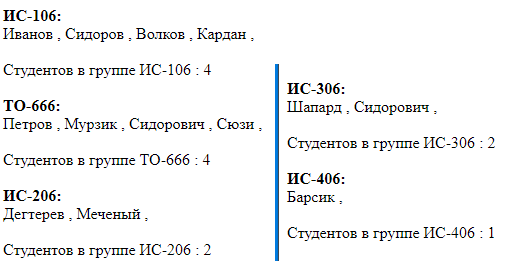 ИС-106:
Иванов , Сидоров , Волков , Кардан ,
Студентов в группе ИС-106 : 4
ТО-666:
Петров , Мурзик , Сидорович , Сюзи ,
Студентов в группе ТО-666 : 4
ИС-206:
Дегтерев , Меченый ,
Студентов в группе ИС-206 : 2
ИС-306:
Шапард , Сидорович ,
Студентов в группе ИС-306 : 2
ИС-406:
Барсик ,
Студентов в группе ИС-406 : 1